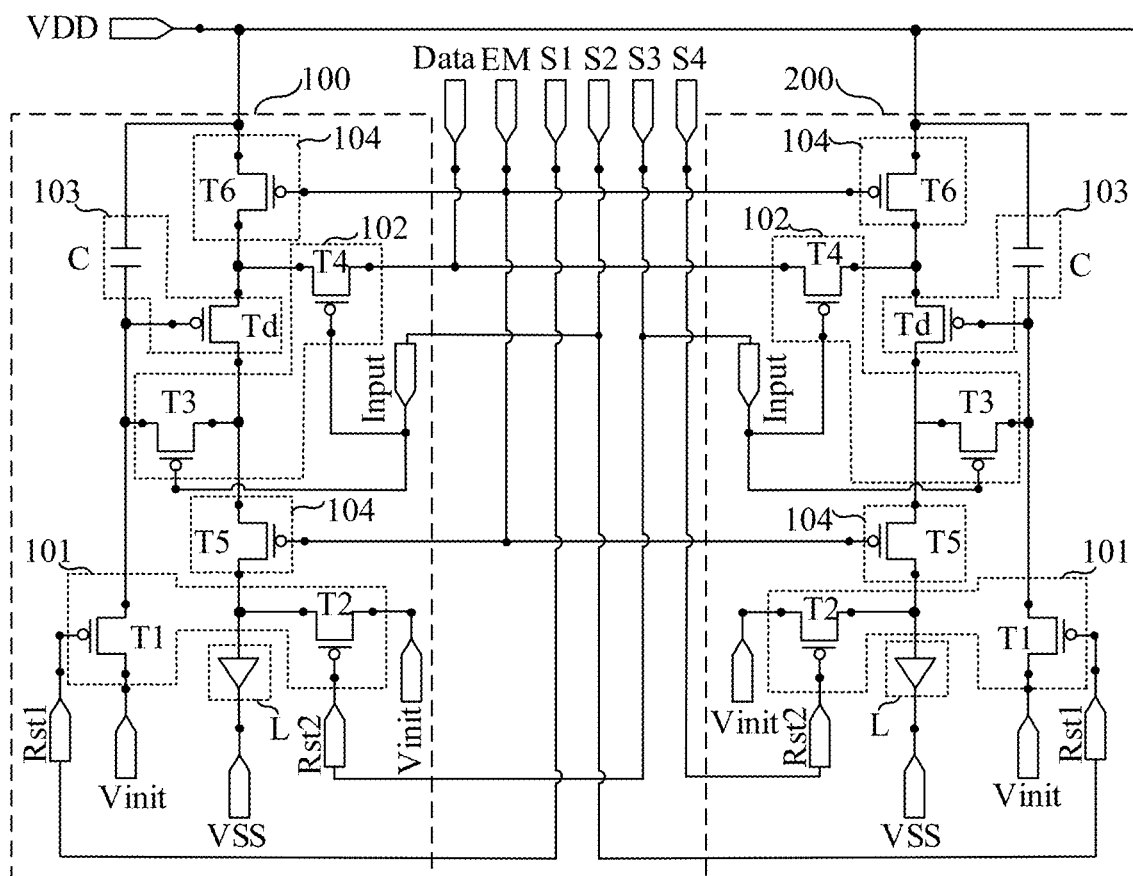 VDD
Data EM S1 S2 S3 S4
100
200
104
104
T6
T6
103
103
102
102
C
T4
T4
C
Td
Td
Input
Input
T3
T3
104
104
T5
T5
101
101
T2
T2
T1
T1
L
L
Rst1
Vinit
Rst2
Vinit
Vinit
Rst2
Vinit
Rst1
VSS
VSS